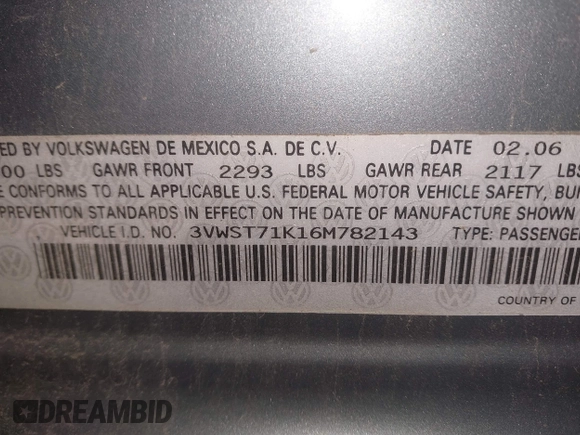 ED BY VOLKSWAGEN DE MEXICO S.A. DE C.V. DATE 02.06
00 LBS GAWR FRONT 2293 LBS GAWR REAR 2117 LBS
E CONFORMS TO ALL APPLICABLE U.S. FEDERAL MOTOR VEHICLE SAFETY, BU
PREVENTION STANDARDS IN EFFECT ON THE DATE OF MANUFACTURE SHOWN
VEHICLE I.D. NO. 3VWST71K16M782143 TYPE: PASSENGE
COUNTRY OF
DREAMBID